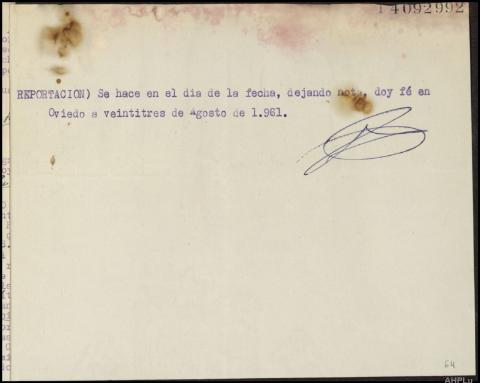 14092992
REPORTACION) Se hace en el dia de la fecha, dejando nota, doy fé en
Oviedo a veintitres de Agosto de 1.961.
64
AHPLu